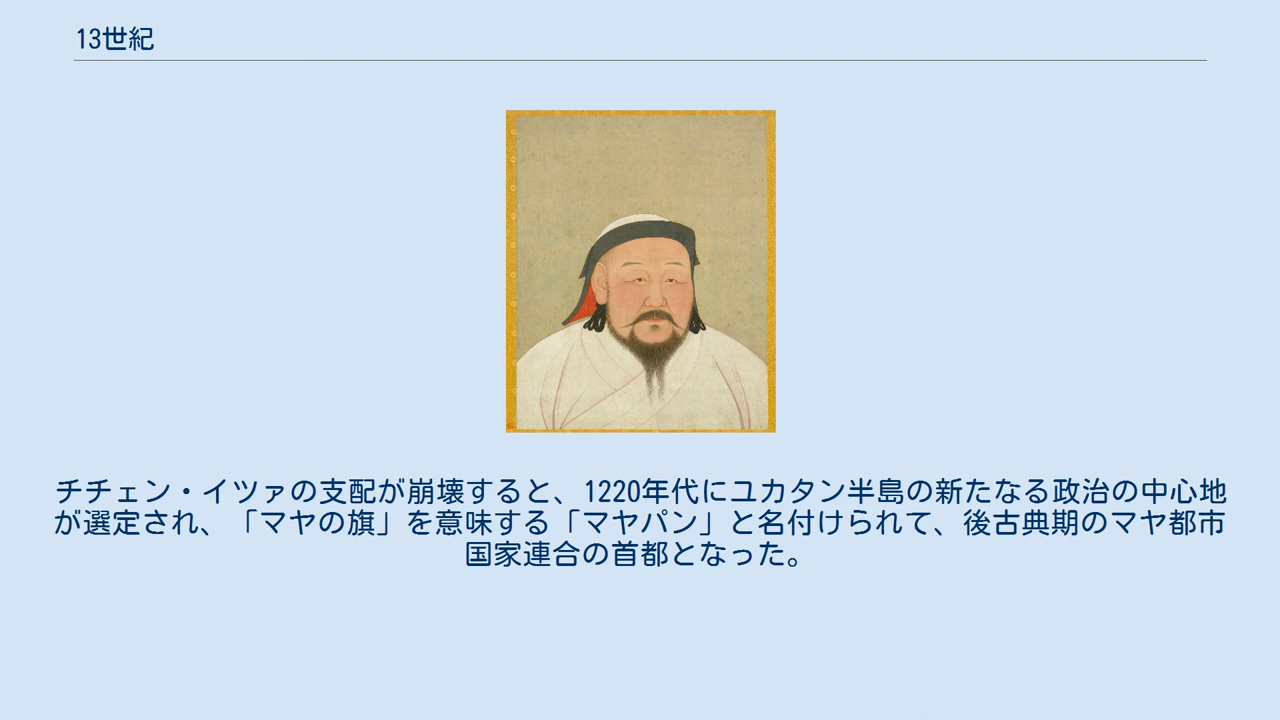 13世紀
チチェン・イツァの支配が崩壊すると、1220年代にユカタン半島の新たなる政治の中心地
が選定され、「マヤの旗」を意味する「マヤパン」と名付けられて、後古典期のマヤ都市
国家連合の首都となった。